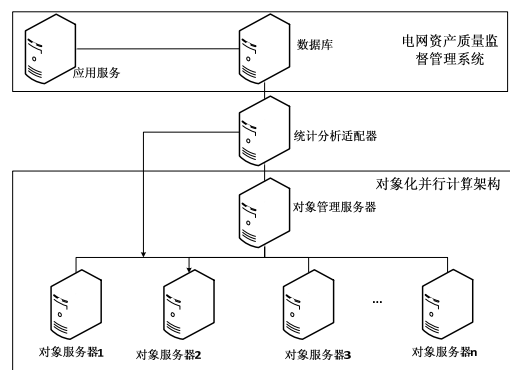 电网资产质量监
督管理系统
数据库
应用服务
统计分析适配器
对象化并行计算架构
对象管理服务器
...
对象服务器1
对象服务器2
对象服务器3
对象服务器n